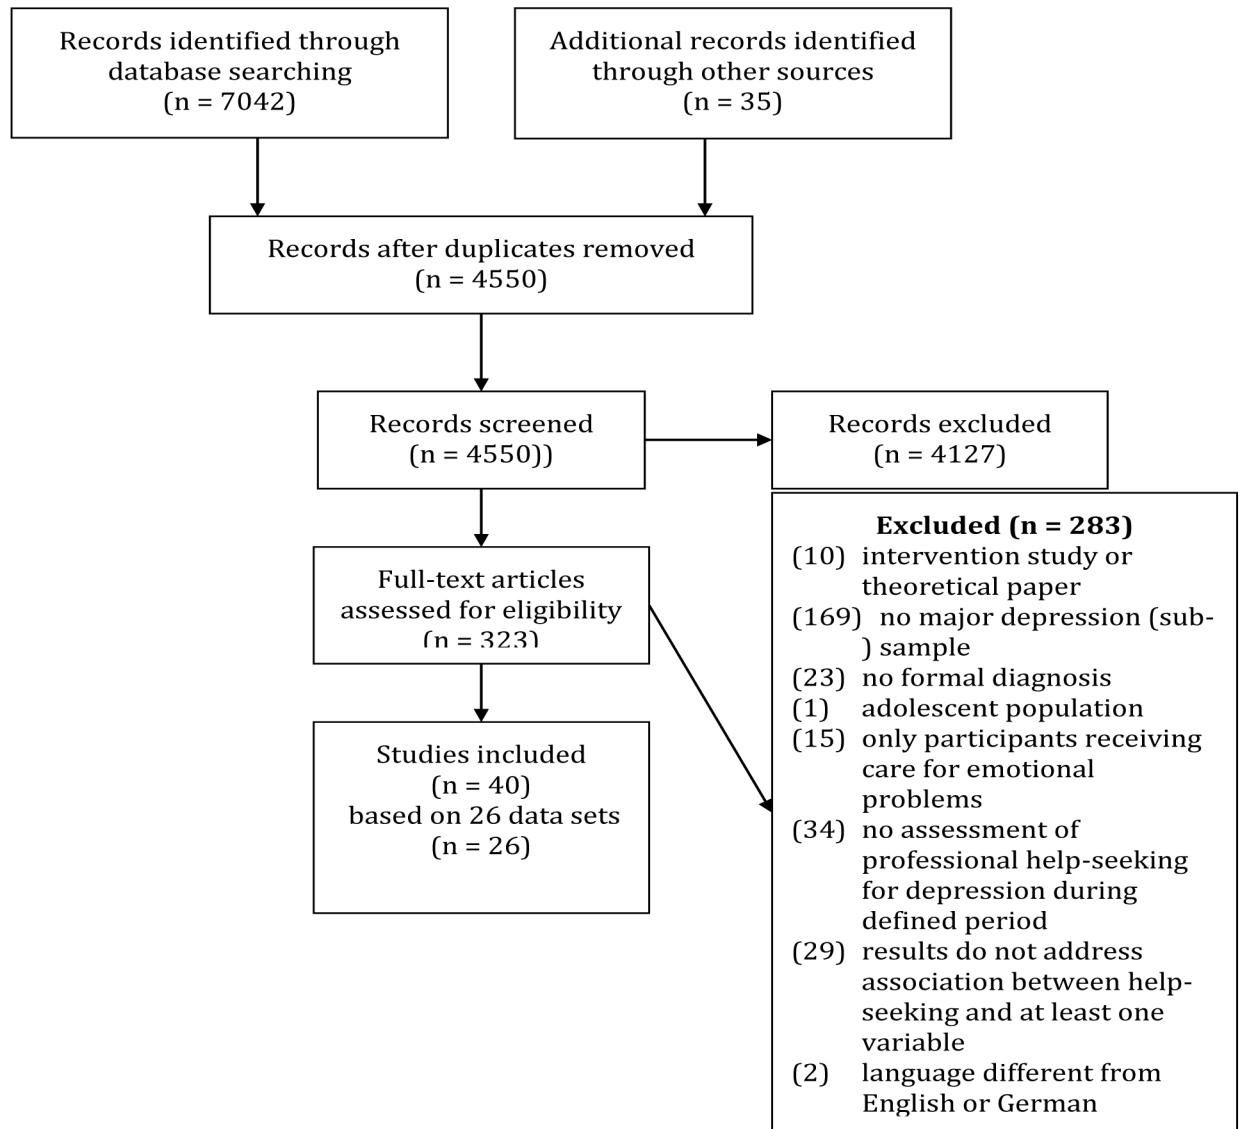 Records identified through
database searching
(n = 7042)
Additional records identified
through other sources
(n = 35)
Records after duplicates removed
(n = 4550)
Records screened
(n = 4550))
Records excluded
(n = 4127)
Full-text articles
assessed for eligibility
(n = 323)
Excluded (n = 283)
(10) intervention study or
theoretical paper
(169) no major depression (sub-
) sample
(23) no formal diagnosis
(1) adolescent population
(15) only participants receiving
care for emotional
problems
(34) no assessment of
professional help-seeking
for depression during
defined period
(29) results do not address
association between help-
seeking and at least one
variable
(2) language different from
English or German
Studies included
(n = 40)
based on 26 data sets
(n = 26)